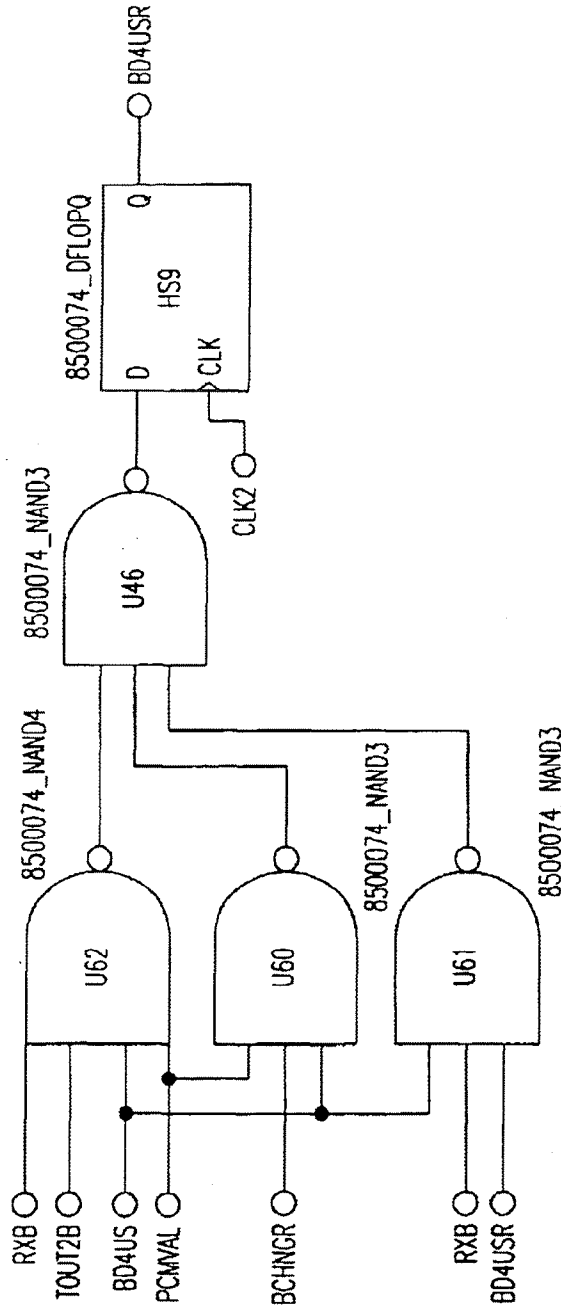 RXB
TOUT2B
BD4US
PCMVAL
BCHNGR
RXB
BD4USR
8500074_NAND4
U62
8500074_NAND3
U60
8500074_NAND3
U61
8500074_NAND3
U46
CLK2
8500074_DFLOPQ
D
Q
HS9
CLK
BD4USR